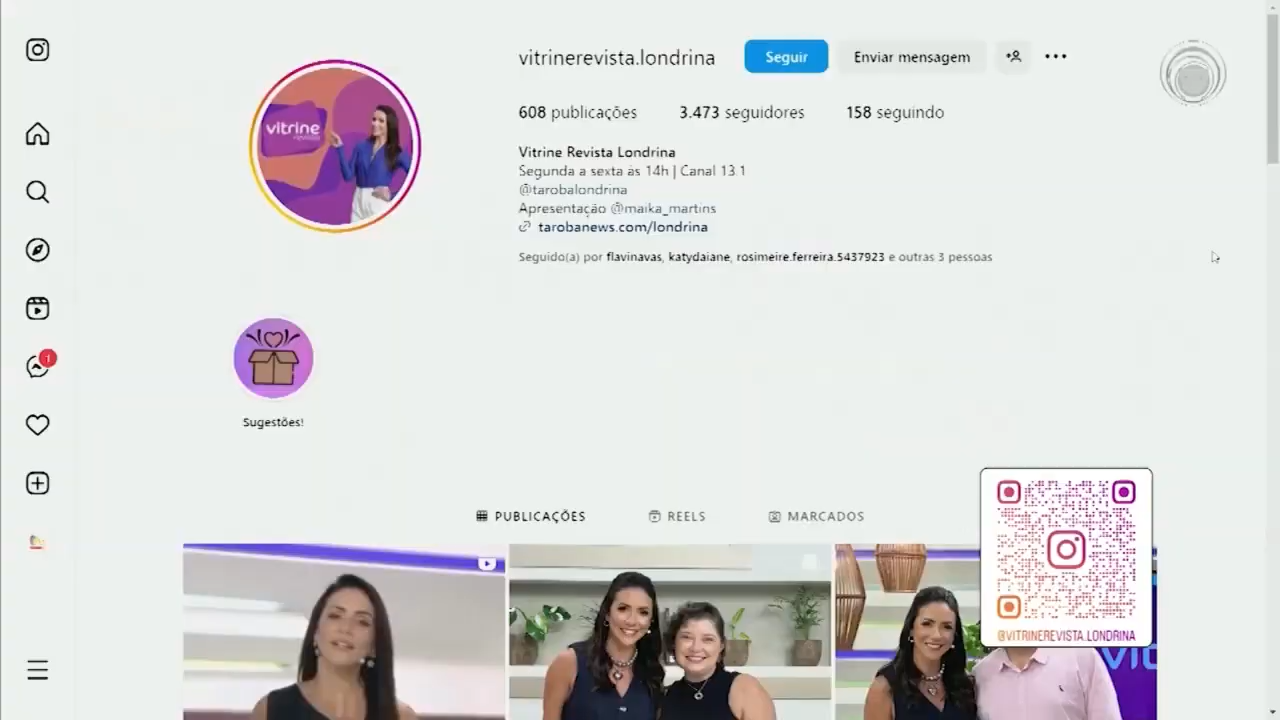 vitrinerevista.londrina
Seguir
Enviar mensagem
608 publicações
3.473 seguidores
158 seguindo
Vitrine Revista Londrina
Segunda a sexta às 14h | Canal 13.1
@tarobalondrina
Apresentação @maika_martins
tarobanews.com/londrina
Seguido(a) por flavinavas, katydaiane, rosimeire.ferreira.5437923 e outras 3 pessoas
vitrine
revista
1
Sugestões!
PUBLICAÇÕES
REELS
MARCADOS
@VITRINEREVISTA.LONDRINA